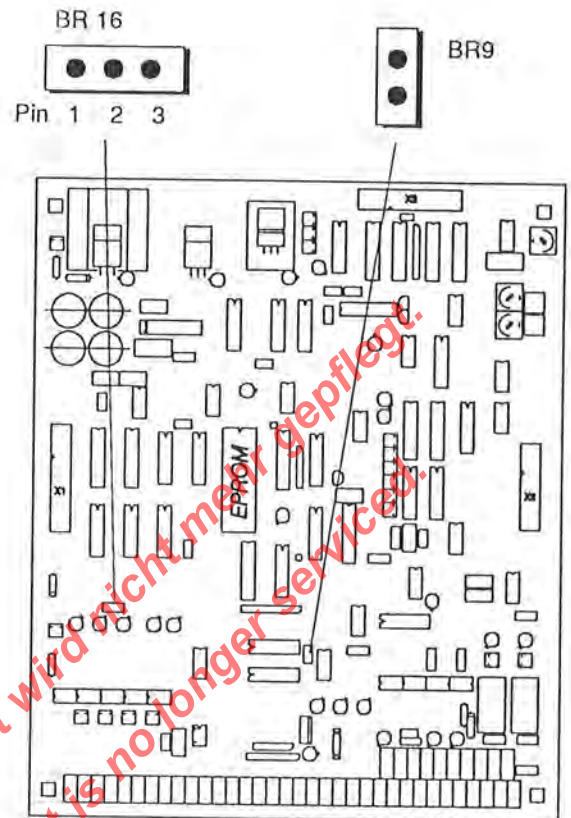 BR 16
BR9
Pin 1 2 3
EPROM
t wird nicht mehr gepflegt.
t is no longer serviced.